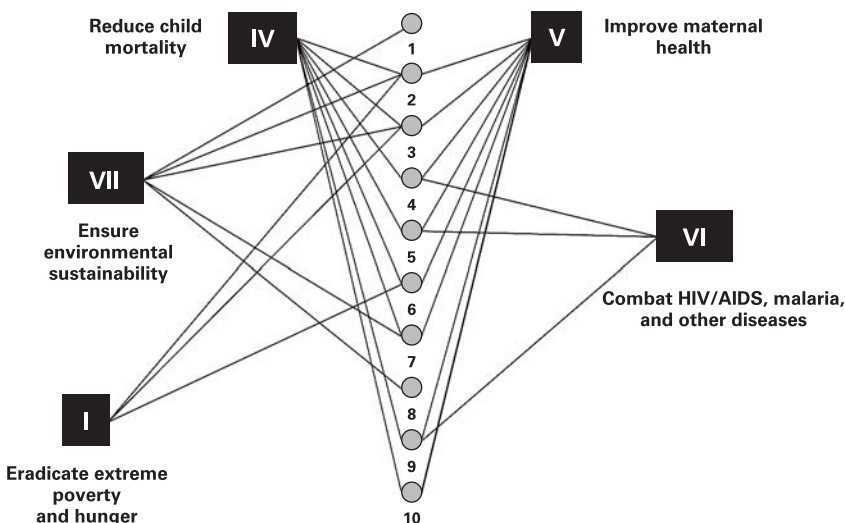 Reduce child
mortality
IV
V
Improve maternal
health
1
2
3
VII
Ensure
environmental
sustainability
4
5
VI
Combat HIV/AIDS, malaria,
and other diseases
6
7
8
I
Eradicate extreme
poverty
and hunger
9
10